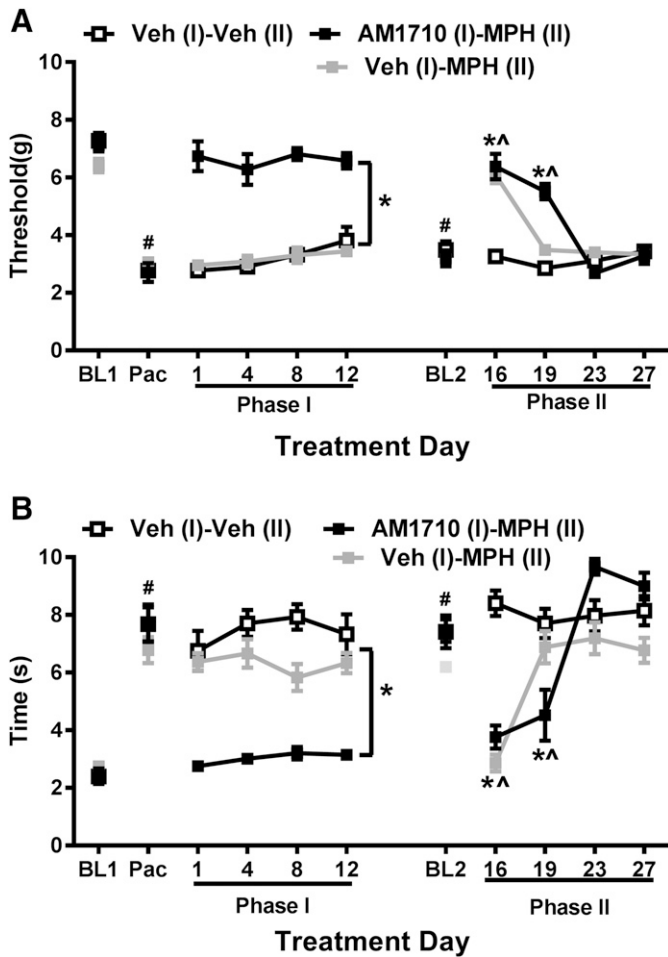 A
Veh (I)-Veh (II) AM1710 (I)-MPH (II)
Veh (I)-MPH (II)
10
8
6
4
2
0
Threshold(g)
#
*
#
*^
*^
BL1 Pac 1 4 8 12 BL2 16 19 23 27
Phase I Phase II
Treatment Day
B
Veh (I)-Veh (II) AM1710 (I)-MPH (II)
Veh (I)-MPH (II)
10
8
6
4
2
0
Time (s)
#
*
#
*^
*^
BL1 Pac 1 4 8 12 BL2 16 19 23 27
Phase I Phase II
Treatment Day